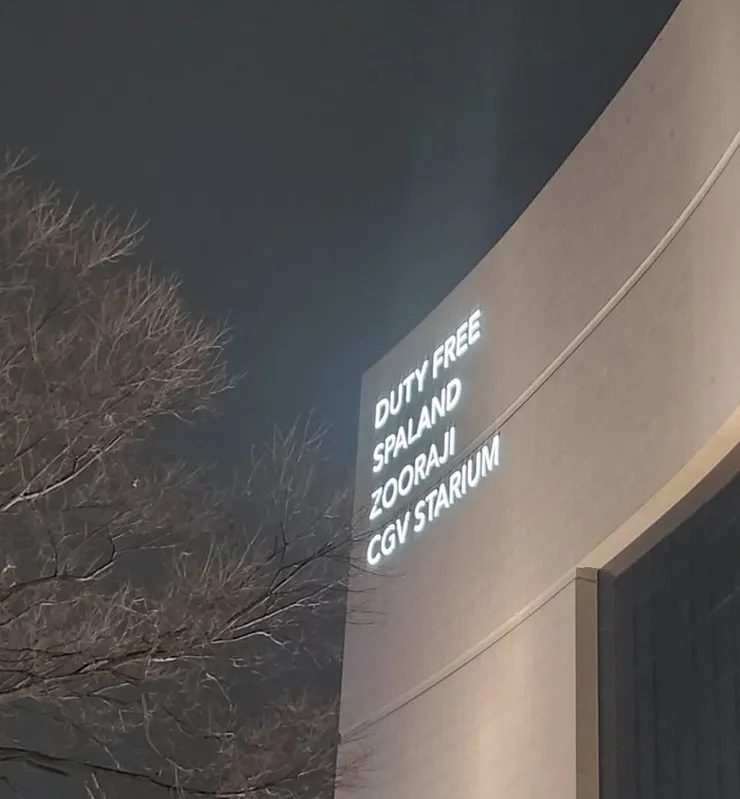 DUTY FREE
SPALAND
ZOORAJI
CGV STARIUM